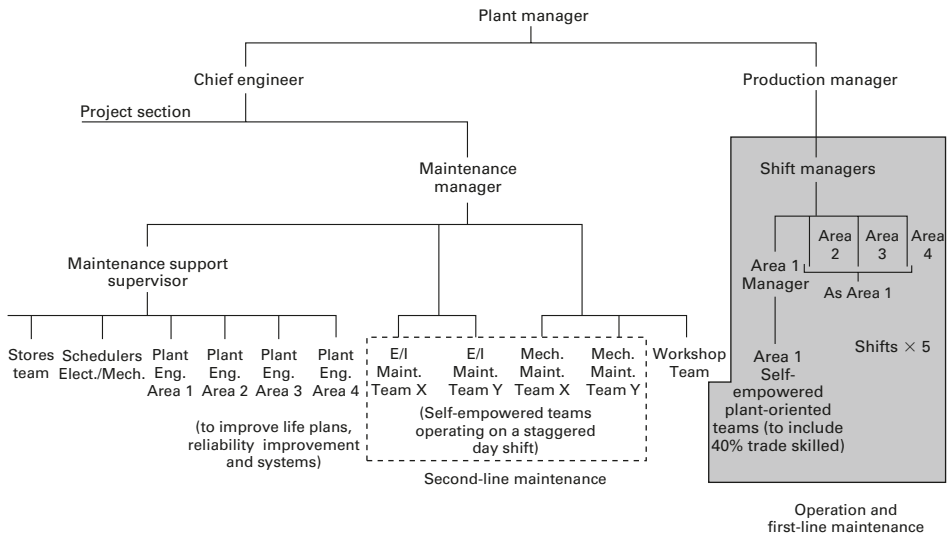 Plant manager
Chief engineer
Production manager
Project section
Maintenance
manager
Shift managers
Maintenance support
supervisor
Area 1
Manager
Area
2
Area
3
Area
4
As Area 1
Stores
team
Schedulers
Elect./Mech.
Plant
Eng.
Area 1
Plant
Eng.
Area 2
Plant
Eng.
Area 3
Plant
Eng.
Area 4
(to improve life plans,
reliability improvement
and systems)
E/I
Maint.
Team X
E/I
Maint.
Team Y
Mech.
Maint.
Team X
Mech.
Maint.
Team Y
(Self-empowered teams
operating on a staggered
day shift)
Second-line maintenance
Workshop
Team
Area 1
Self-
empowered
plant-oriented
teams (to include
40% trade skilled)
Shifts × 5
Operation and
first-line maintenance